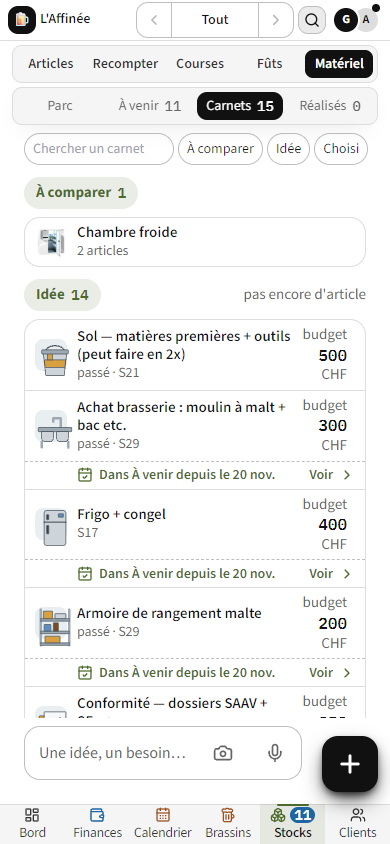 L'Affinée
Tout
G
A
Articles
Recompter
Courses
Fûts
Matériel
Parc
À venir 11
Carnets 15
Réalisés 0
Chercher un carnet
À comparer
Idée
Choisi
À comparer 1
Chambre froide
2 articles
Idée 14
pas encore d'article
Sol — matières premières + outils
(peut faire en 2x)
passé · S21
budget
500
CHF
Achat brasserie : moulin à malt +
bac etc.
passé · S29
budget
300
CHF
Dans À venir depuis le 20 nov.
Voir
Frigo + congel
S17
budget
400
CHF
Dans À venir depuis le 20 nov.
Voir
Armoire de rangement malte
passé · S29
budget
200
CHF
Dans À venir depuis le 20 nov.
Voir
Conformité — dossiers SAAV +
budget
Une idée, un besoin…
Bord
Finances
Calendrier
Brassins
11
Stocks
Clients